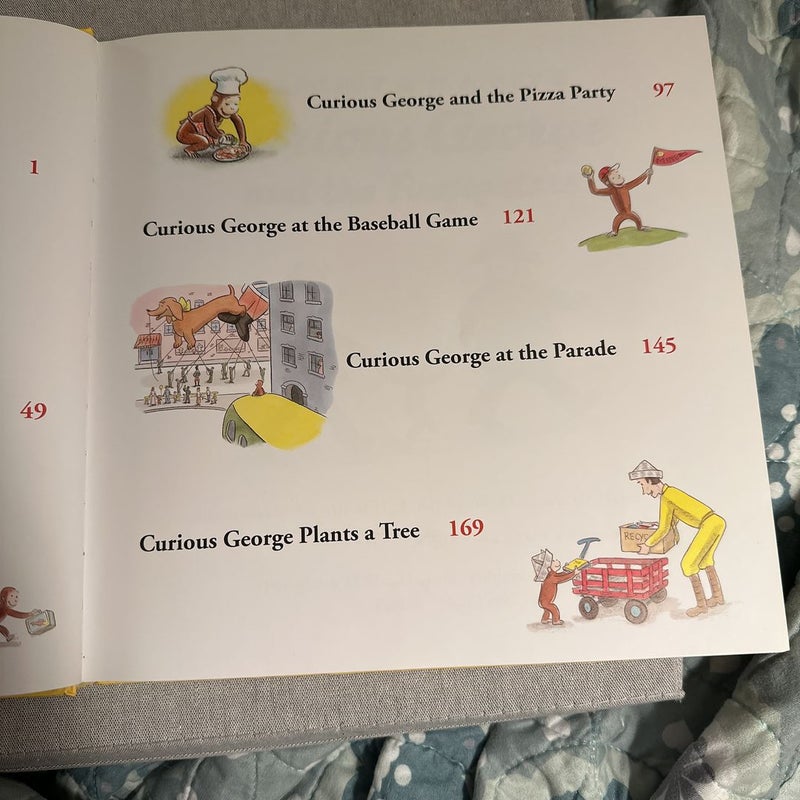 1
49
Curious George and the Pizza Party 97
Curious George at the Baseball Game 121
Curious George at the Parade 145
Curious George Plants a Tree 169
RECYC